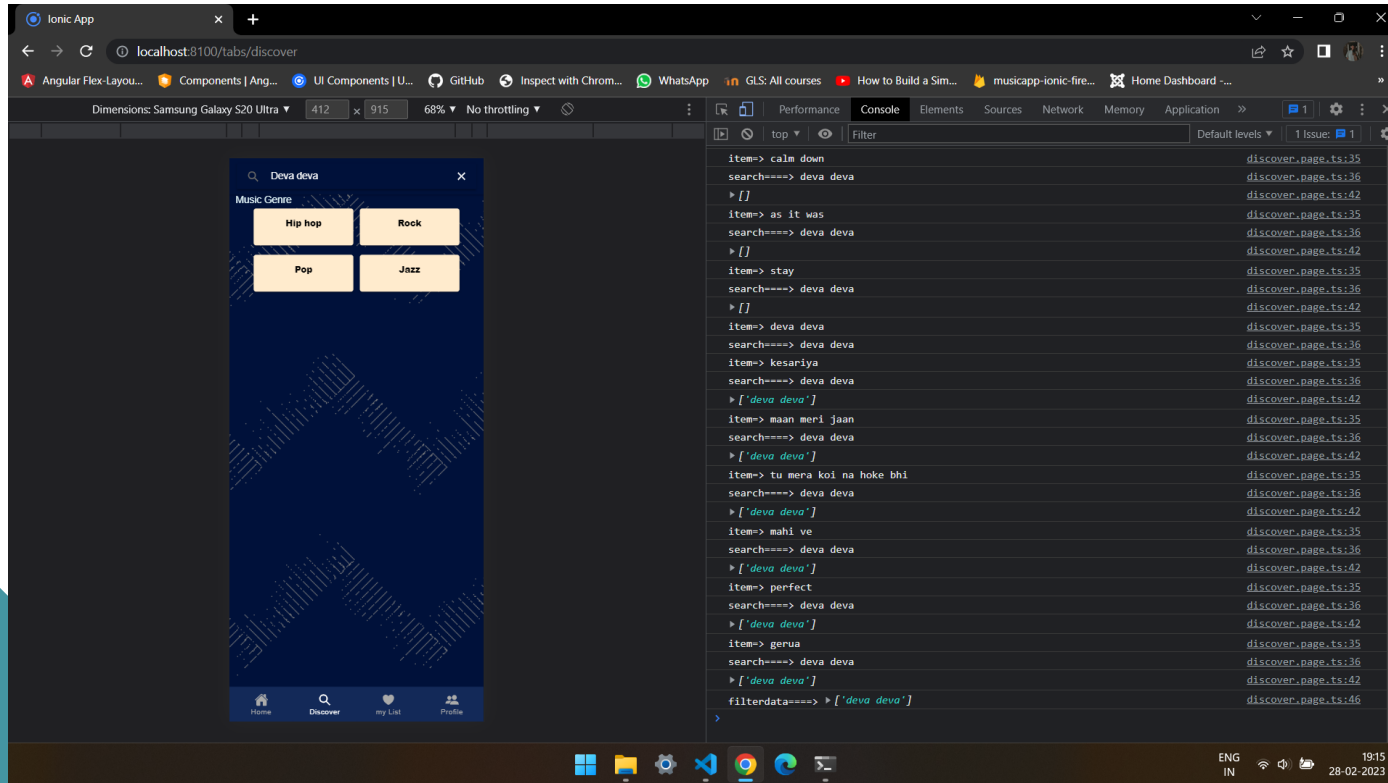 Ionic App
localhost:8100/tabs/discover
Angular Flex-Layou... Components | Ang... UI Components | U... GitHub Inspect with Chrom... WhatsApp GLS: All courses How to Build a Sim... musicapp-ionic-fire... Home Dashboard -... »
Dimensions: Samsung Galaxy S20 Ultra ▼ 412 × 915 68% ▼ No throttling ▼
Performance Console Elements Sources Network Memory Application » 1
top ▼ Filter Default levels ▼ 1 Issue: 1
Deva deva
Music Genre
Hip hop Rock
Pop Jazz
Home Discover my List Profile
item=> calm down discover.page.ts:35
search====> deva deva discover.page.ts:36
▸ [] discover.page.ts:42
item=> as it was discover.page.ts:35
search====> deva deva discover.page.ts:36
▸ [] discover.page.ts:42
item=> stay discover.page.ts:35
search====> deva deva discover.page.ts:36
▸ [] discover.page.ts:42
item=> deva deva discover.page.ts:35
search====> deva deva discover.page.ts:36
item=> kesariya discover.page.ts:35
search====> deva deva discover.page.ts:36
▸ ['deva deva'] discover.page.ts:42
item=> maan meri jaan discover.page.ts:35
search====> deva deva discover.page.ts:36
▸ ['deva deva'] discover.page.ts:42
item=> tu mera koi na hoke bhi discover.page.ts:35
search====> deva deva discover.page.ts:36
▸ ['deva deva'] discover.page.ts:42
item=> mahi ve discover.page.ts:35
search====> deva deva discover.page.ts:36
▸ ['deva deva'] discover.page.ts:42
item=> perfect discover.page.ts:35
search====> deva deva discover.page.ts:36
▸ ['deva deva'] discover.page.ts:42
item=> gerua discover.page.ts:35
search====> deva deva discover.page.ts:36
▸ ['deva deva'] discover.page.ts:42
filterdata====> ▸ ['deva deva'] discover.page.ts:46
ENG 19:15
IN 28-02-2023